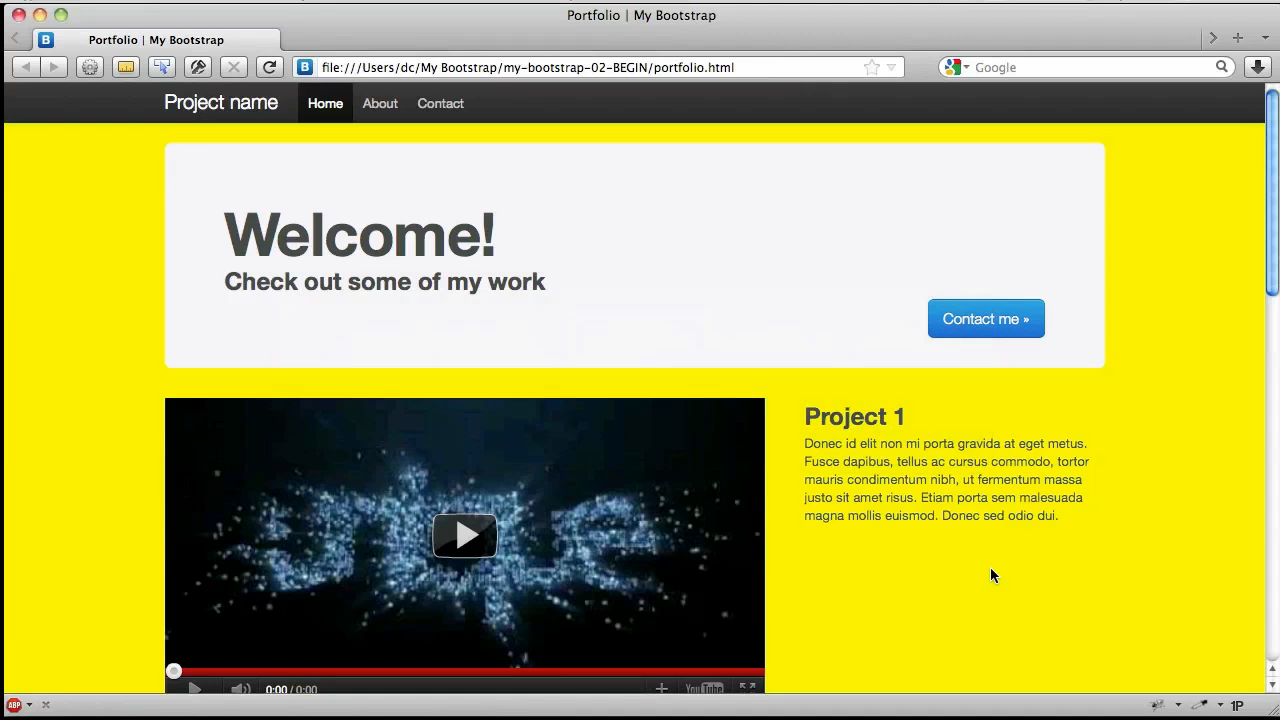 Portfolio | My Bootstrap
B Portfolio | My Bootstrap
B file:///Users/dc/My Bootstrap/my-bootstrap-02-BEGIN/portfolio.html
Google
Project name Home About Contact
Welcome!
Check out some of my work
Contact me »
Project 1
Donec id elit non mi porta gravida at eget metus.
Fusce dapibus, tellus ac cursus commodo, tortor
mauris condimentum nibh, ut fermentum massa
justo sit amet risus. Etiam porta sem malesuada
magna mollis euismod. Donec sed odio dui.
0:00 / 0:00
YouTube
ABP
1P